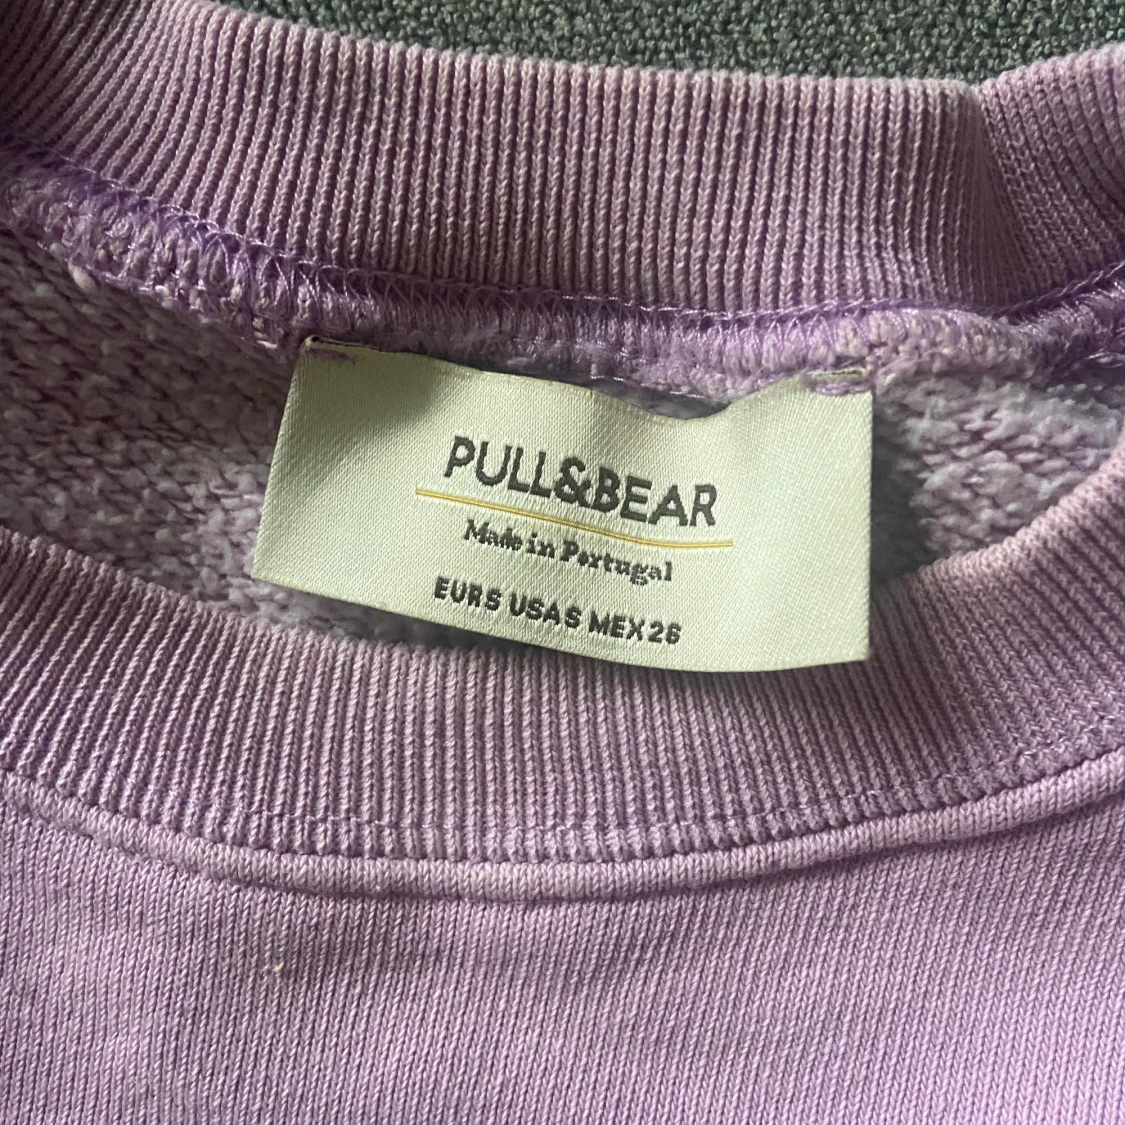 PULL&BEAR
Made in Portugal
EUR S USA S MEX 26